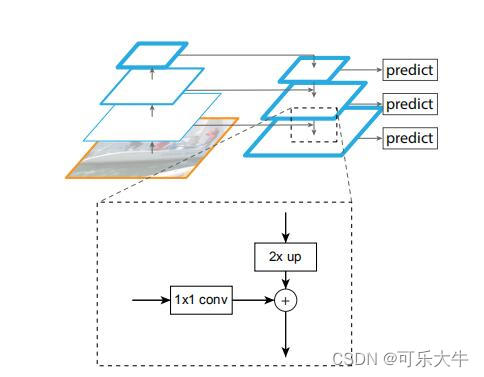 predict
predict
predict
2x up
1x1 conv
+
CSDN @可乐大牛